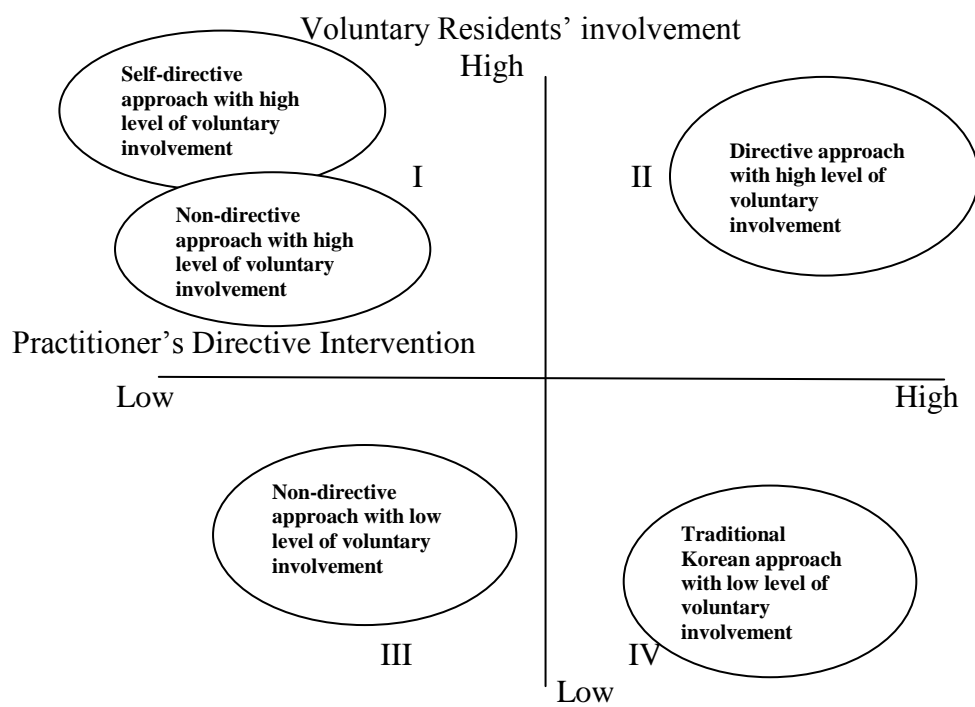 Voluntary Residents’ involvement
High
Self-directive
approach with high
level of voluntary
involvement
I
II
Directive approach
with high level of
voluntary
involvement
Non-directive
approach with high
level of voluntary
involvement
Practitioner’s Directive Intervention
Low
High
Non-directive
approach with low
level of voluntary
involvement
Traditional
Korean approach
with low level of
voluntary
involvement
III
IV
Low